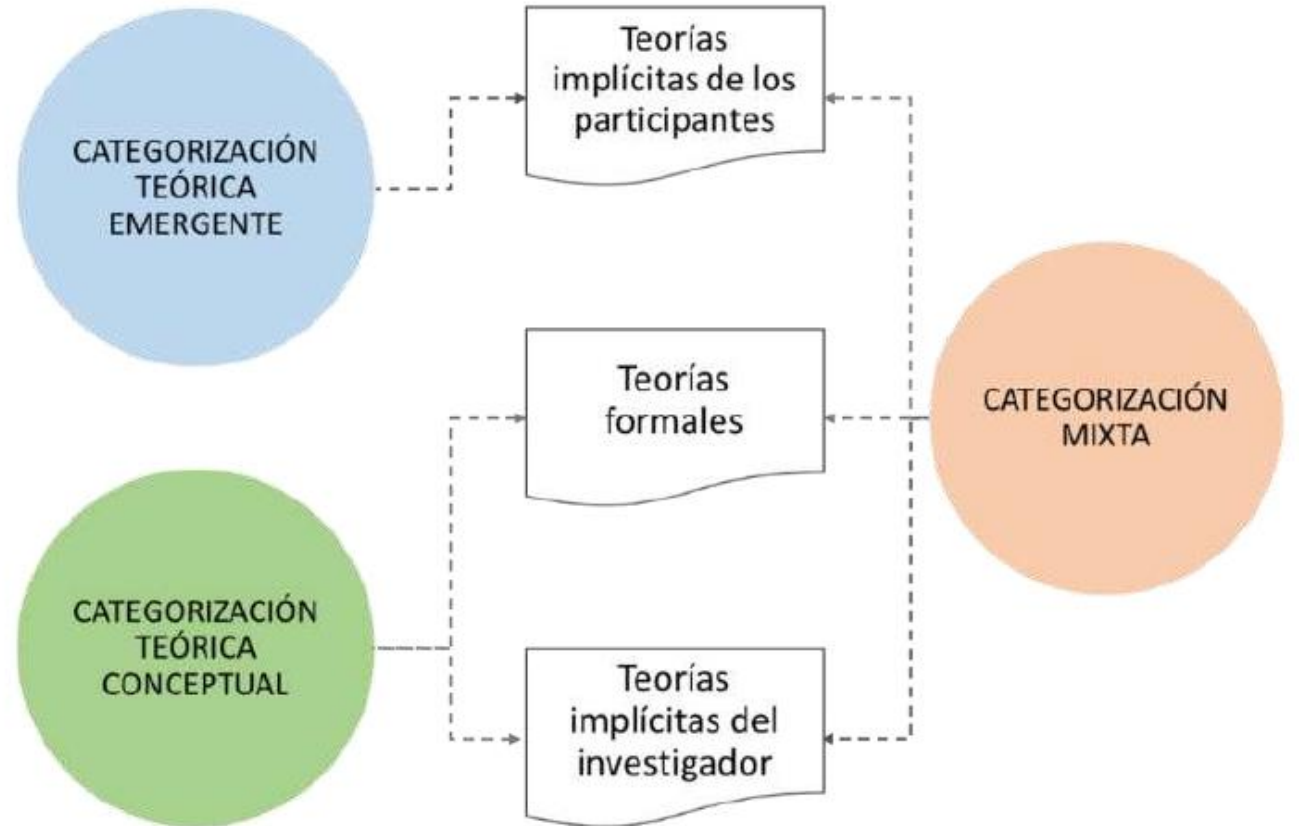 CATEGORIZACIÓN
TEÓRICA
EMERGENTE
Teorías
implícitas de los
participantes
Teorías
formales
CATEGORIZACIÓN
MIXTA
CATEGORIZACIÓN
TEÓRICA
CONCEPTUAL
Teorías
implícitas del
investigador